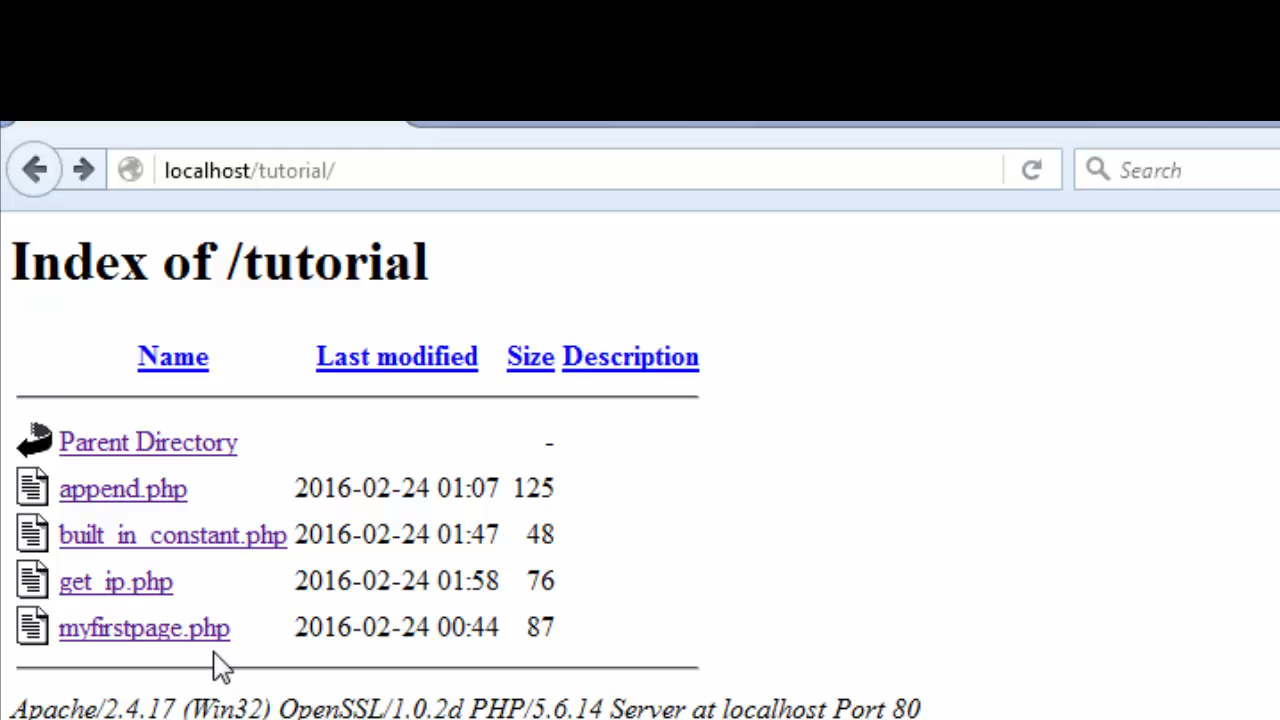 localhost/tutorial/
Search
Index of /tutorial
Name Last modified Size Description
Parent Directory -
append.php 2016-02-24 01:07 125
built_in_constant.php 2016-02-24 01:47 48
get_ip.php 2016-02-24 01:58 76
myfirstpage.php 2016-02-24 00:44 87
Apache/2.4.17 (Win32) OpenSSL/1.0.2d PHP/5.6.14 Server at localhost Port 80